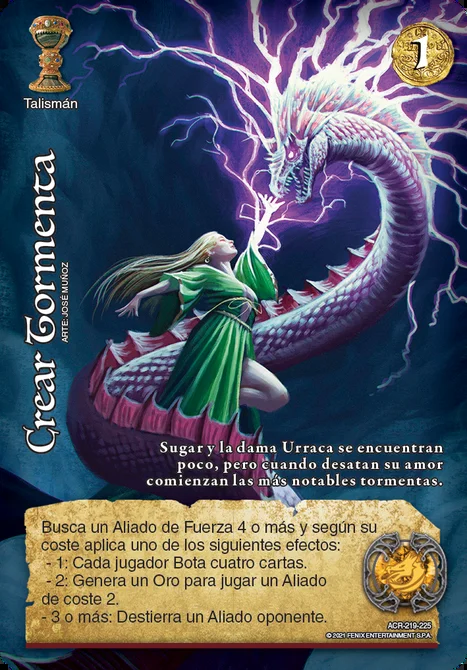 1
Talismán
Crear Tormenta
ARTE: JOSÉ MUÑOZ
Sugar y la dama Urraca se encuentran
poco, pero cuando desatan su amor
comienzan las más notables tormentas.
Busca un Aliado de Fuerza 4 o más y según su
coste aplica uno de los siguientes efectos:
- 1: Cada jugador Bota cuatro cartas.
- 2: Genera un Oro para jugar un Aliado
de coste 2.
- 3 o más: Destierra un Aliado oponente.
ACR-219-225
© 2021 FENIX ENTERTAINMENT S.P.A.